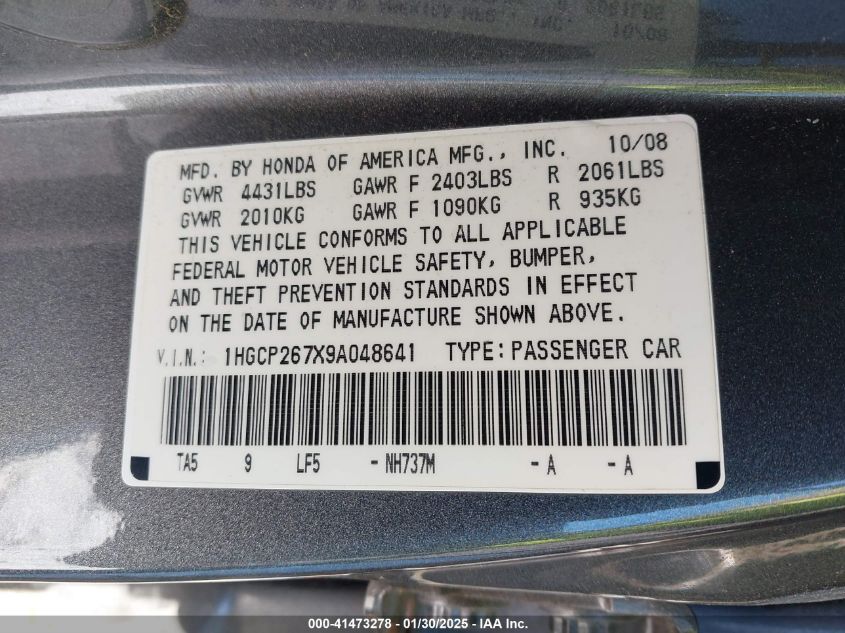 MFD. BY HONDA OF AMERICA MFG., INC. 10/08
GVWR 4431LBS GAWR F 2403LBS R 2061LBS
GVWR 2010KG GAWR F 1090KG R 935KG
THIS VEHICLE CONFORMS TO ALL APPLICABLE
FEDERAL MOTOR VEHICLE SAFETY, BUMPER,
AND THEFT PREVENTION STANDARDS IN EFFECT
ON THE DATE OF MANUFACTURE SHOWN ABOVE.
V.I.N.: 1HGCP267X9A048641 TYPE: PASSENGER CAR
TA5 9 LF5 -NH737M -A -A
000-41473278 - 01/30/2025 - IAA Inc.